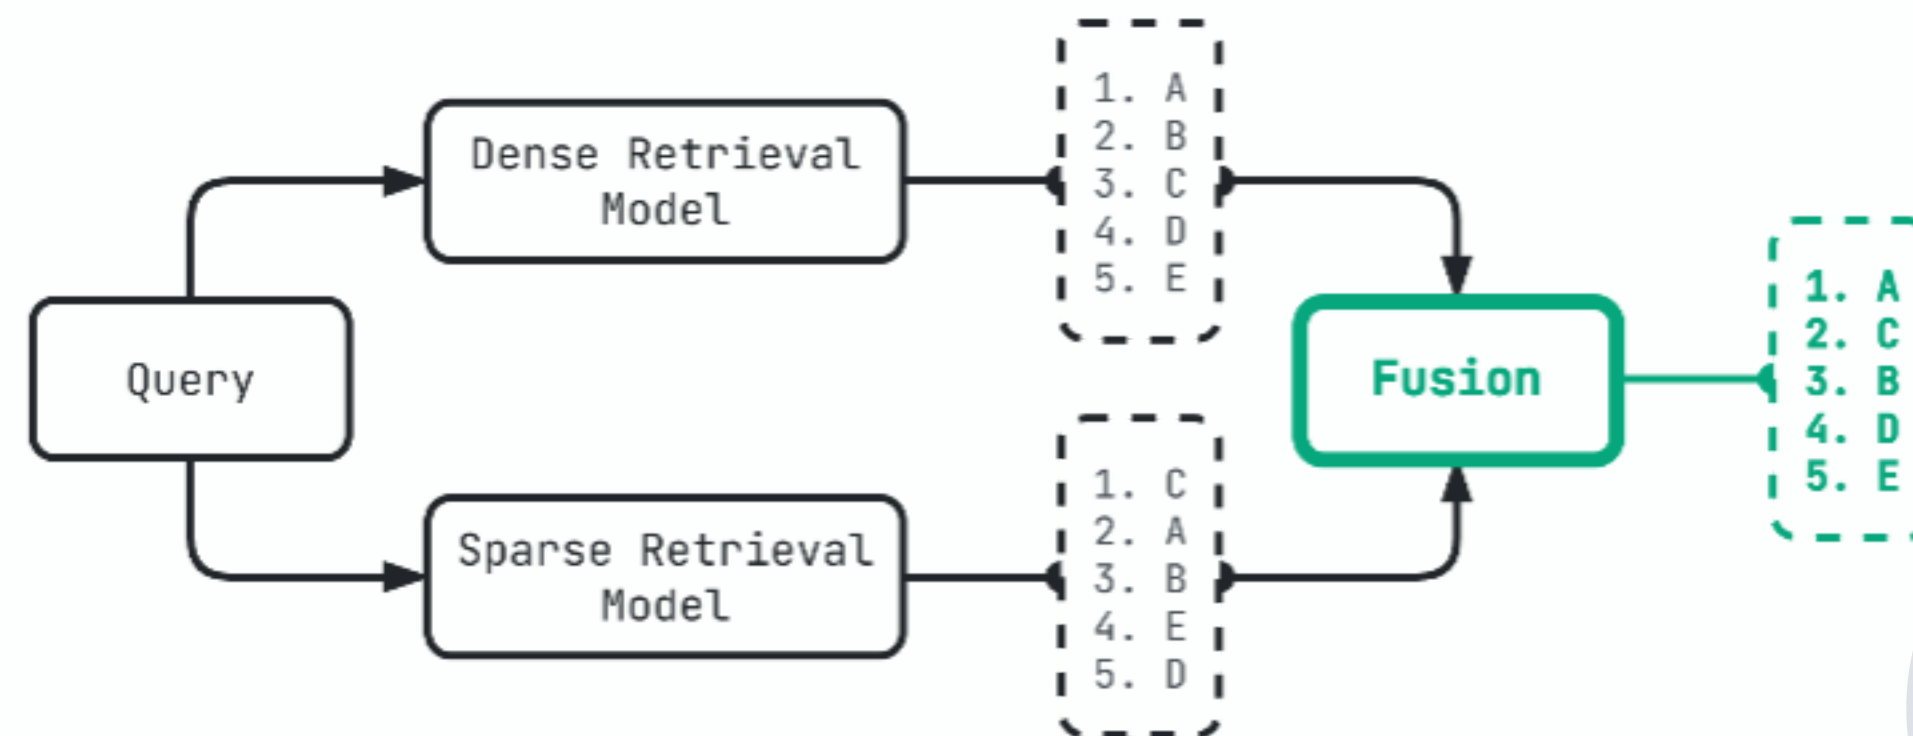 Query
Dense Retrieval
Model
Sparse Retrieval
Model
1. A
2. B
3. C
4. D
5. E
1. C
2. A
3. B
4. E
5. D
Fusion
1. A
2. C
3. B
4. D
5. E